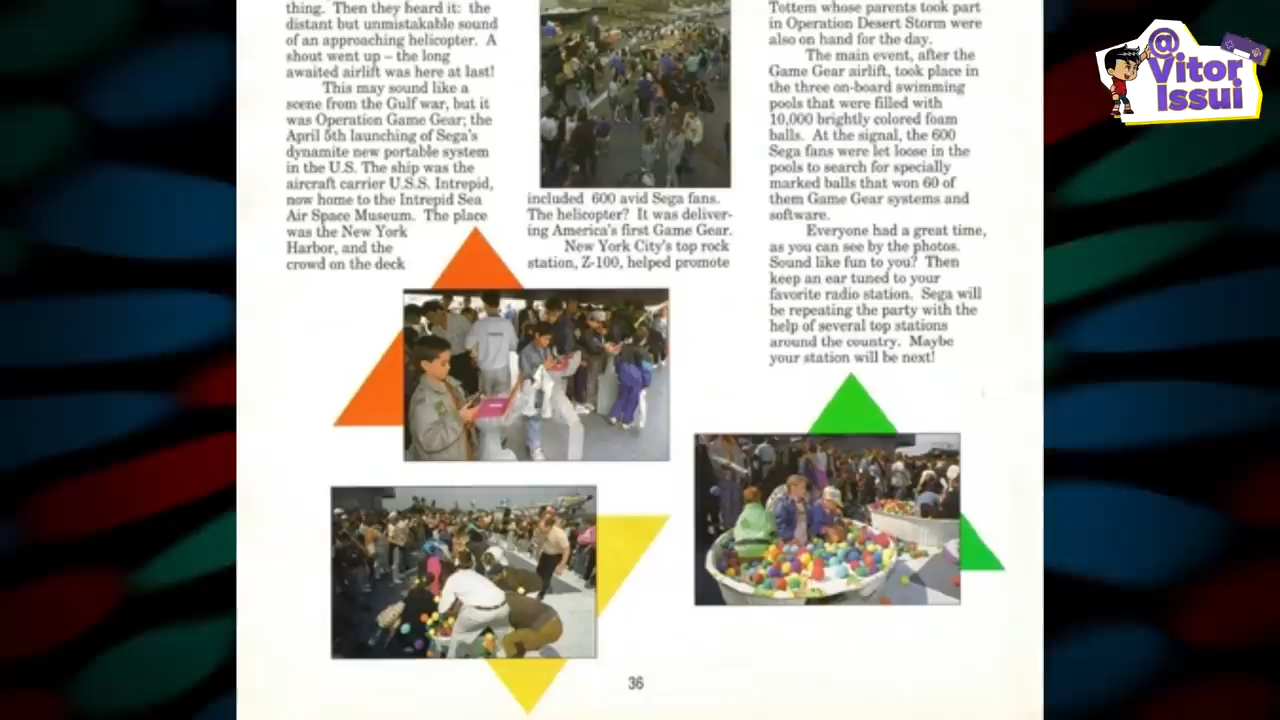 thing. Then they heard it: the
distant but unmistakable sound
of an approaching helicopter. A
shout went up – the long
awaited airlift was here at last!
This may sound like a
scene from the Gulf war, but it
was Operation Game Gear; the
April 5th launching of Sega's
dynamite new portable system
in the U.S. The ship was the
aircraft carrier U.S.S. Intrepid,
now home to the Intrepid Sea
Air Space Museum. The place
was the New York
Harbor, and the
crowd on the deck
included 600 avid Sega fans.
The helicopter? It was deliver-
ing America's first Game Gear.
New York City's top rock
station, Z-100, helped promote
Tottem whose parents took part
in Operation Desert Storm were
also on hand for the day.
The main event, after the
Game Gear airlift, took place in
the three on-board swimming
pools that were filled with
10,000 brightly colored foam
balls. At the signal, the 600
Sega fans were let loose in the
pools to search for specially
marked balls that won 60 of
them Game Gear systems and
software.
Everyone had a great time,
as you can see by the photos.
Sound like fun to you? Then
keep an ear tuned to your
favorite radio station. Sega will
be repeating the party with the
help of several top stations
around the country. Maybe
your station will be next!
36
@
Vitor
Issui